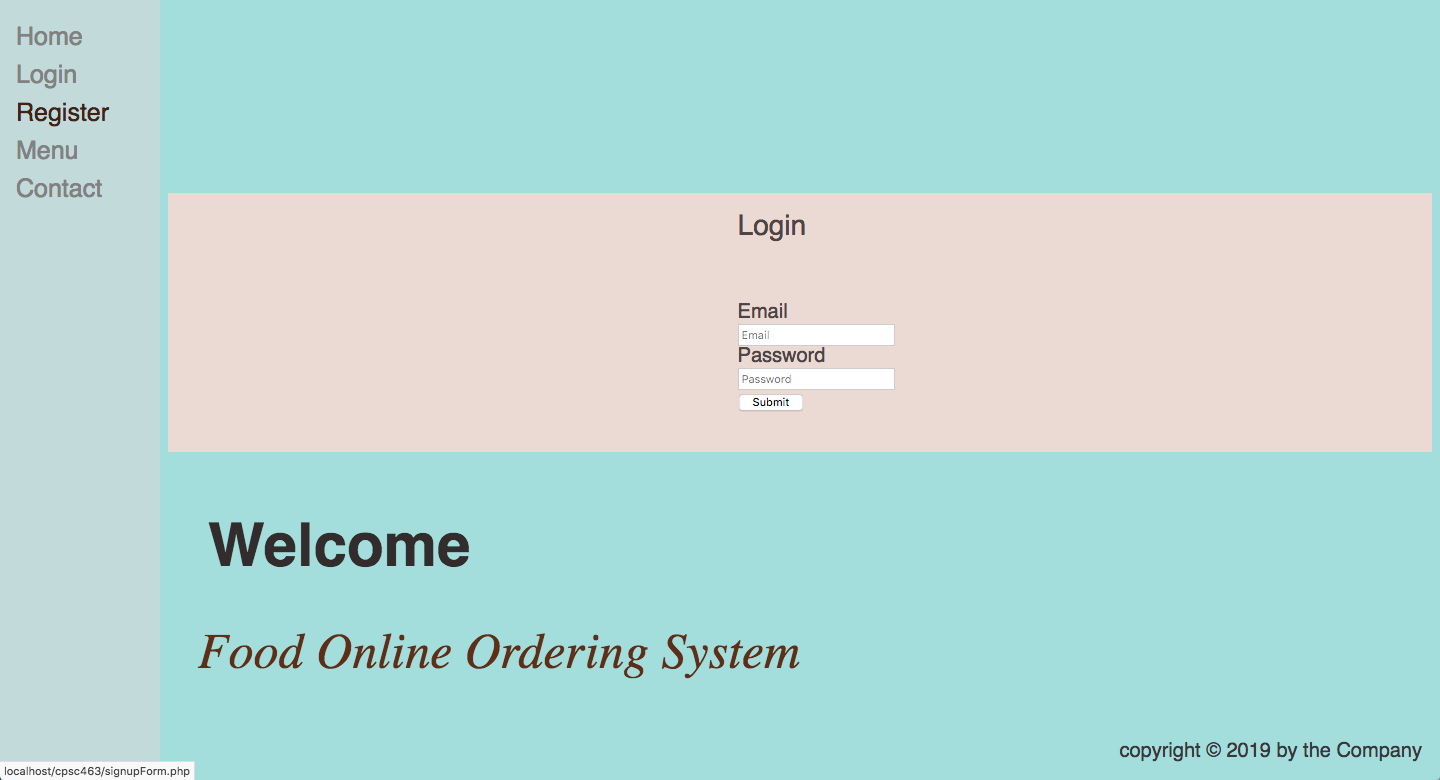 Home
Login
Register
Menu
Contact
Login
Email
Email
Password
Password
Submit
Welcome
Food Online Ordering System
copyright © 2019 by the Company
localhost/cpsc463/signupForm.php